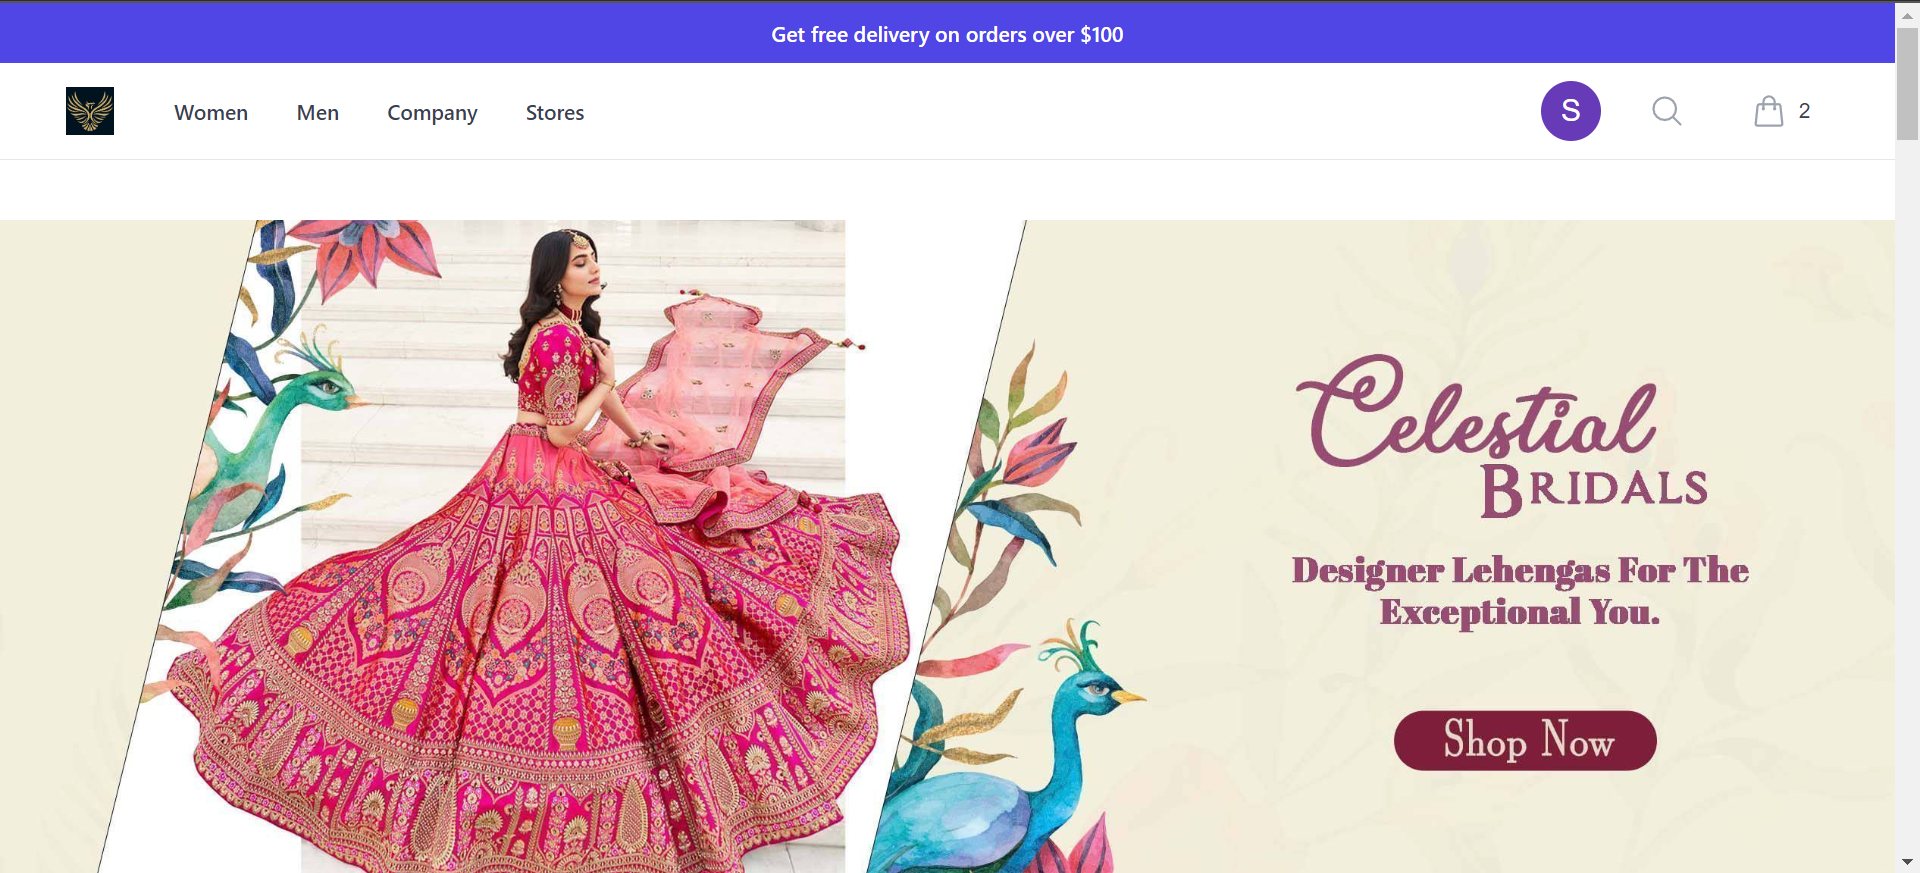 Get free delivery on orders over $100
Women Men Company Stores S 2
Celestial
BRIDALS
Designer Lehengas For The
Exceptional You.
Shop Now